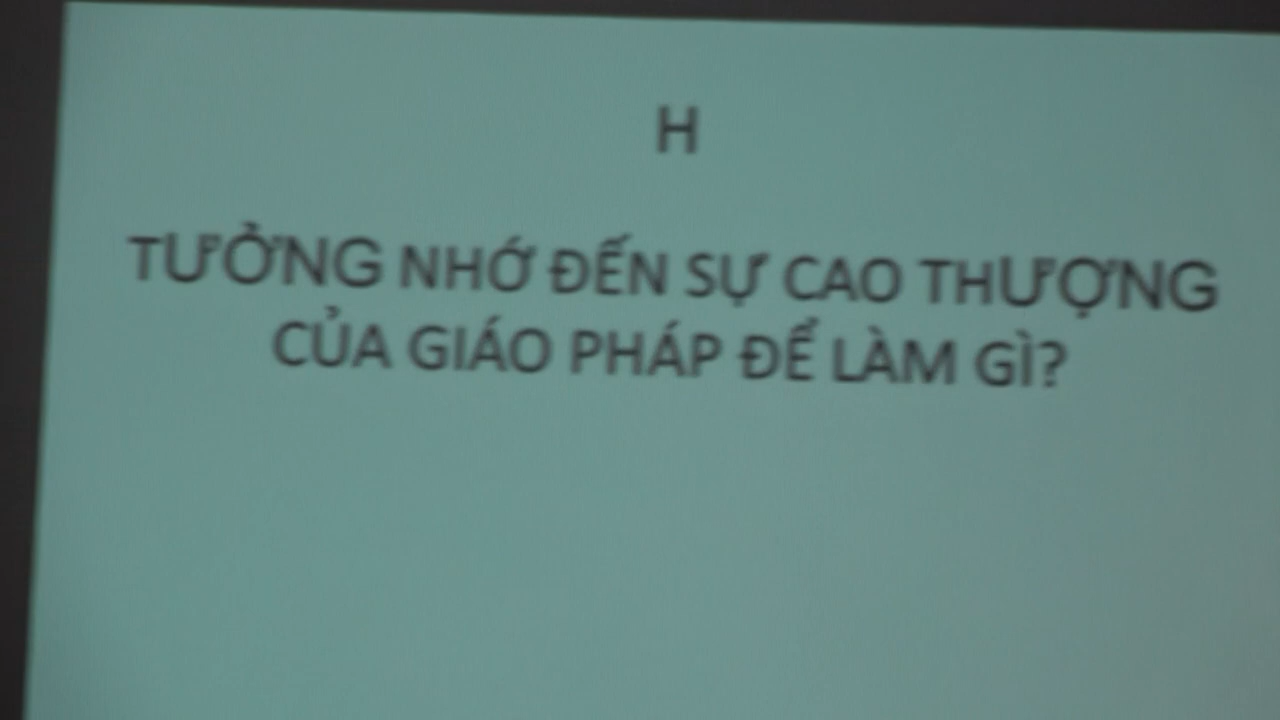 H
TƯỞNG NHỚ ĐẾN SỰ CAO THƯỢNG
CỦA GIÁO PHÁP ĐỂ LÀM GÌ?